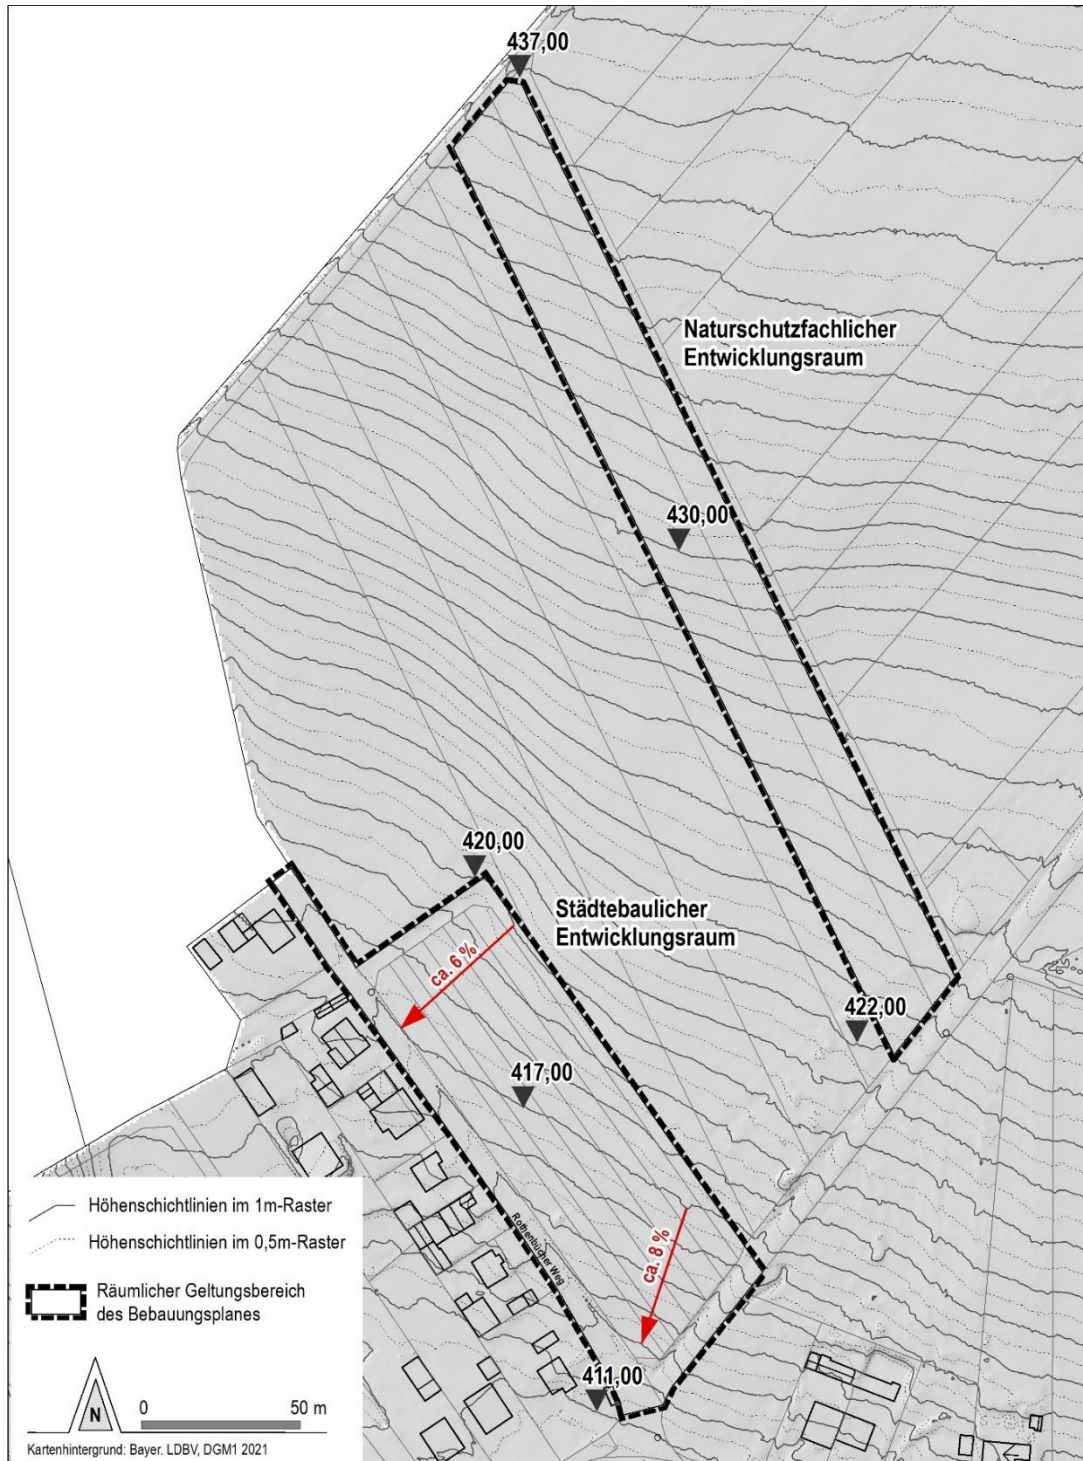 437,00
Naturschutzfachlicher
Entwicklungsraum
430,00
420,00
Städtebaulicher
Entwicklungsraum
ca. 6 %
422,00
417,00
Rothenbücher Weg
ca. 8 %
411,00
Höhenschichtlinien im 1m-Raster
Höhenschichtlinien im 0,5m-Raster
Räumlicher Geltungsbereich
des Bebauungsplanes
N
0
50 m
Kartenhintergrund: Bayer. LDBV, DGM1 2021